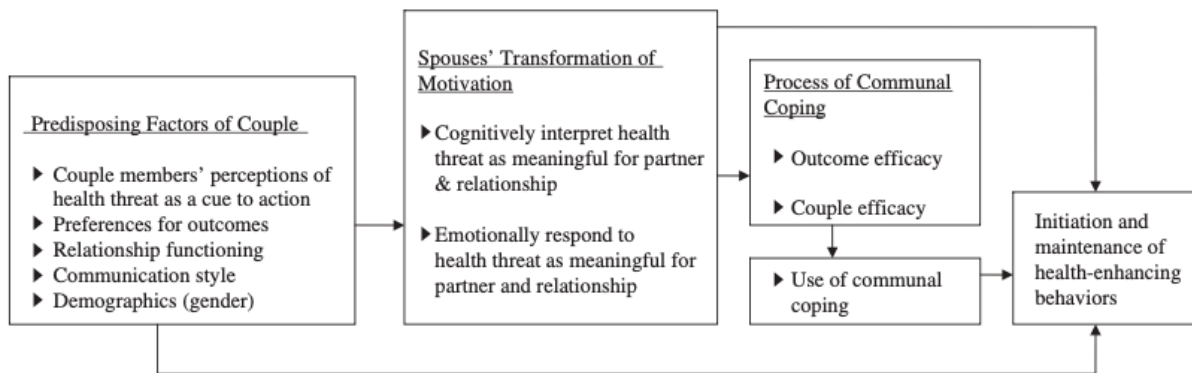 Predisposing Factors of Couple
▶ Couple members' perceptions of
health threat as a cue to action
▶ Preferences for outcomes
▶ Relationship functioning
▶ Communication style
▶ Demographics (gender)
Spouses' Transformation of
Motivation
▶ Cognitively interpret health
threat as meaningful for partner
& relationship
▶ Emotionally respond to
health threat as meaningful for
partner and relationship
Process of Communal
Coping
▶ Outcome efficacy
▶ Couple efficacy
▶ Use of communal
coping
Initiation and
maintenance of
health-enhancing
behaviors